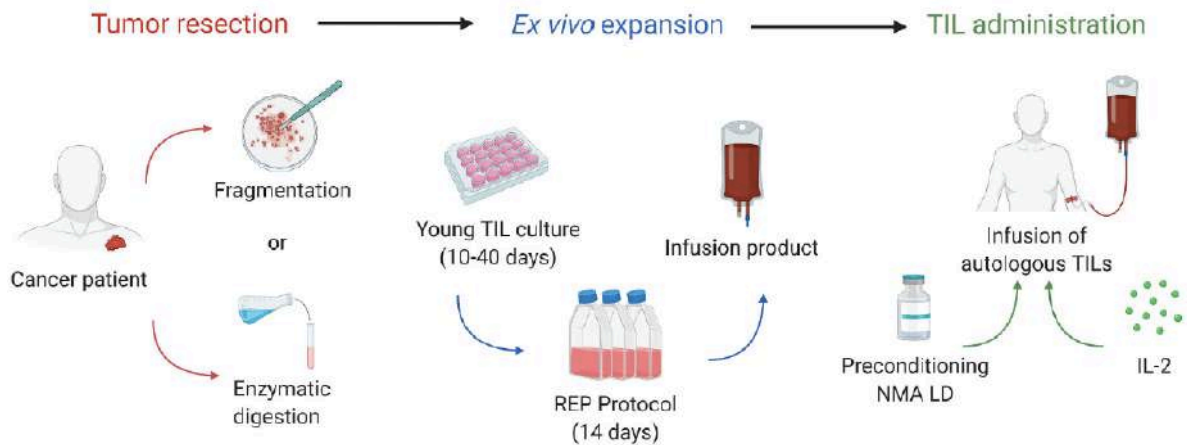 Tumor resection
Ex vivo expansion
TIL administration
Cancer patient
Fragmentation
or
Enzymatic
digestion
Young TIL culture
(10-40 days)
REP Protocol
(14 days)
Infusion product
Infusion of
autologous TILs
Preconditioning
NMA LD
IL-2